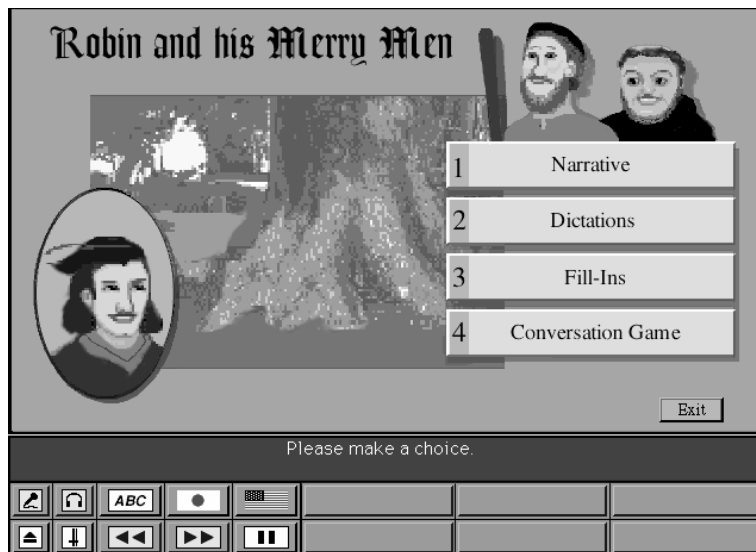 Robin and his Merry Men
1 Narrative
2 Dictations
3 Fill-Ins
4 Conversation Game
Exit
Please make a choice.
ABC